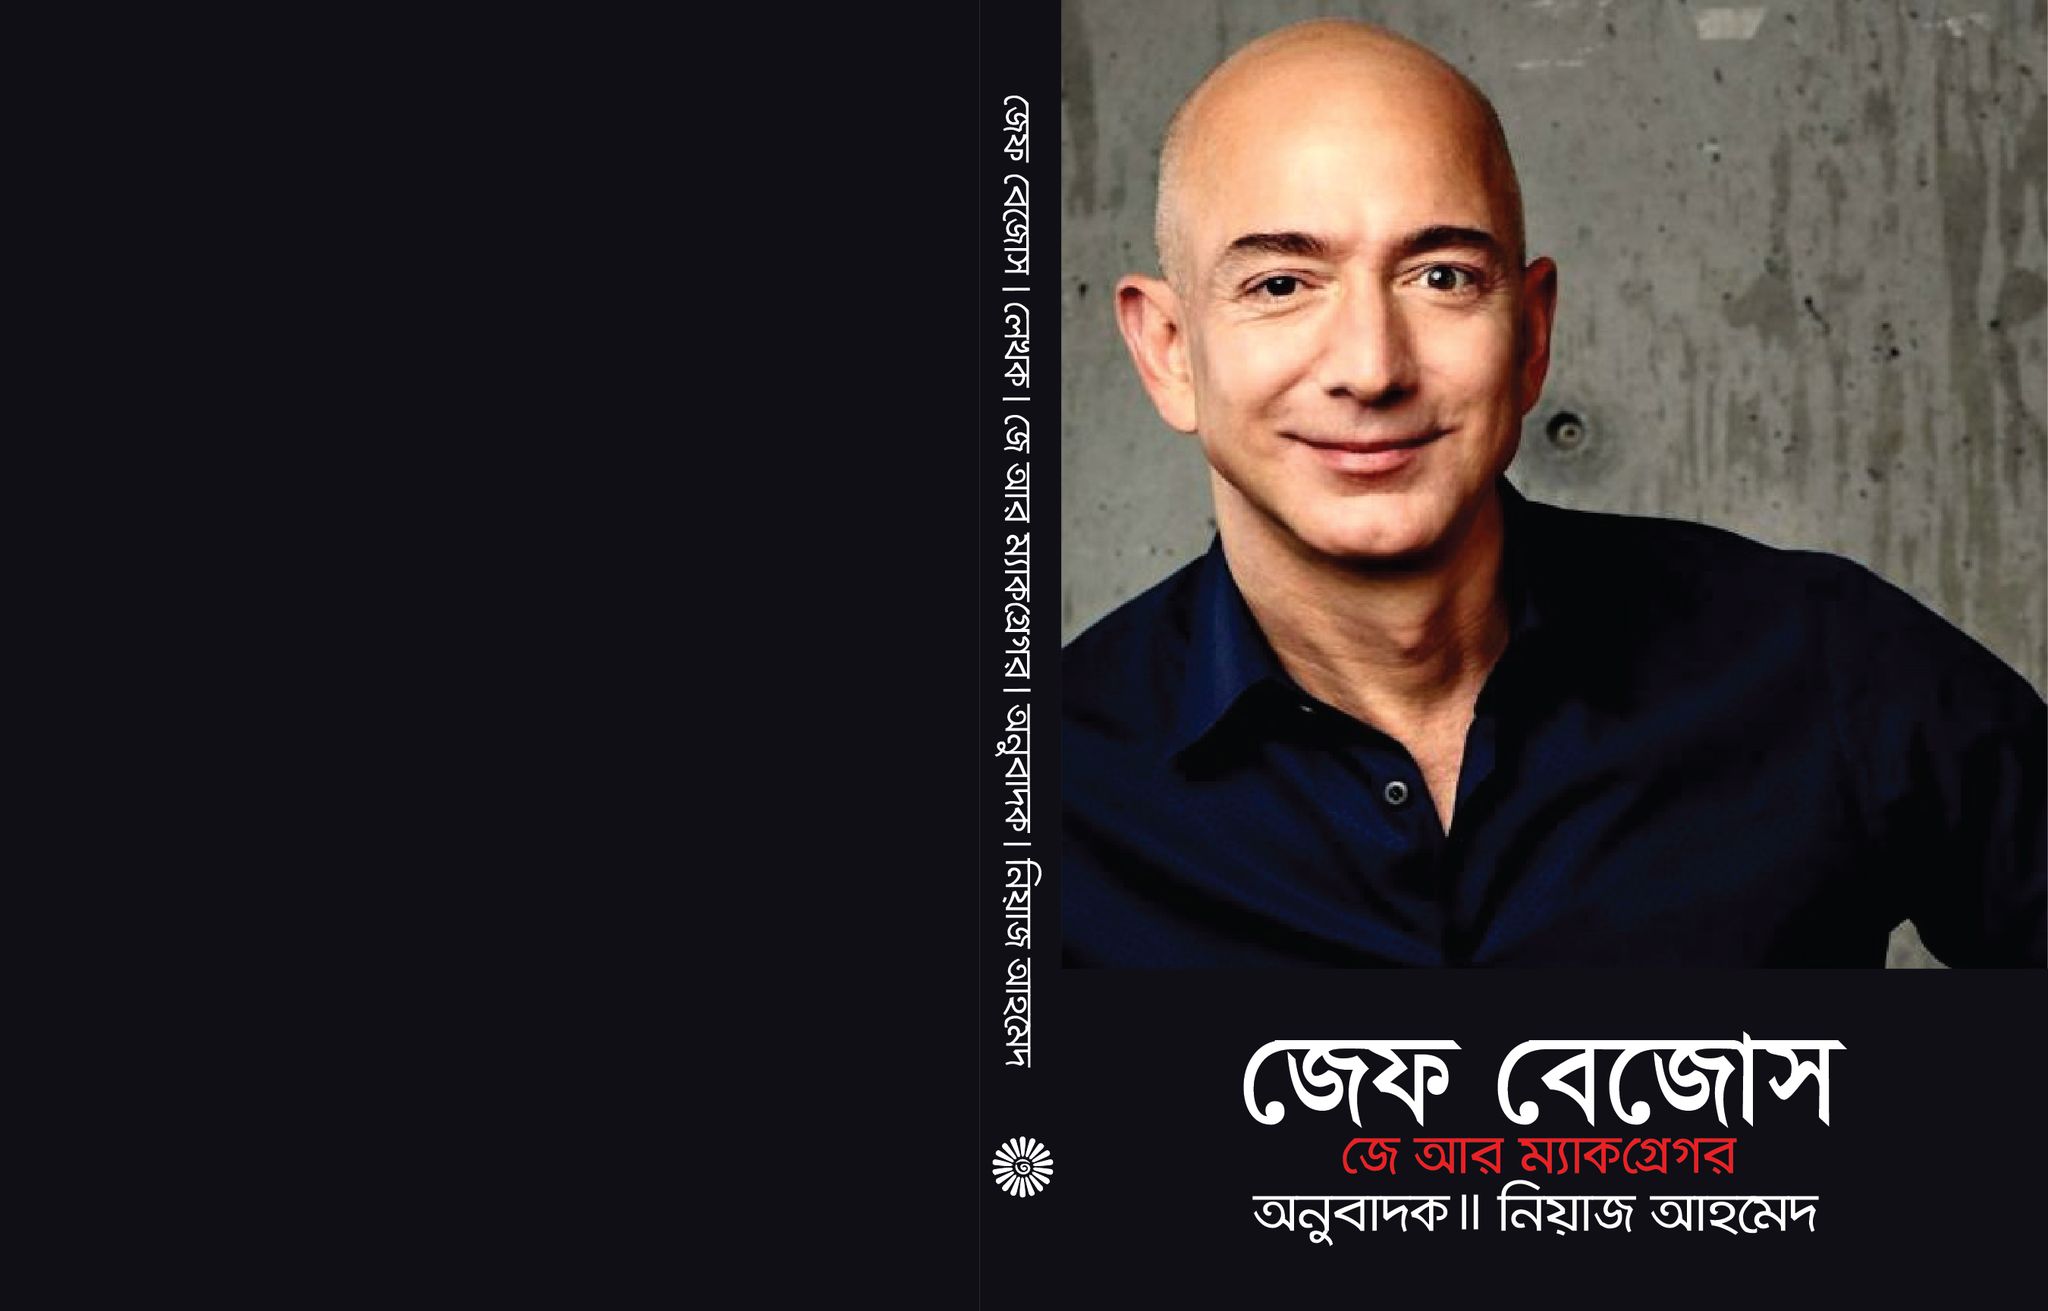 জেফ বেজোস | লেখক | জে আর ম্যাকগ্রেগর | অনুবাদক | নিয়াজ আহমেদ
জেফ বেজোস
জে আর ম্যাকগ্রেগর
অনুবাদক॥ নিয়াজ আহমেদ